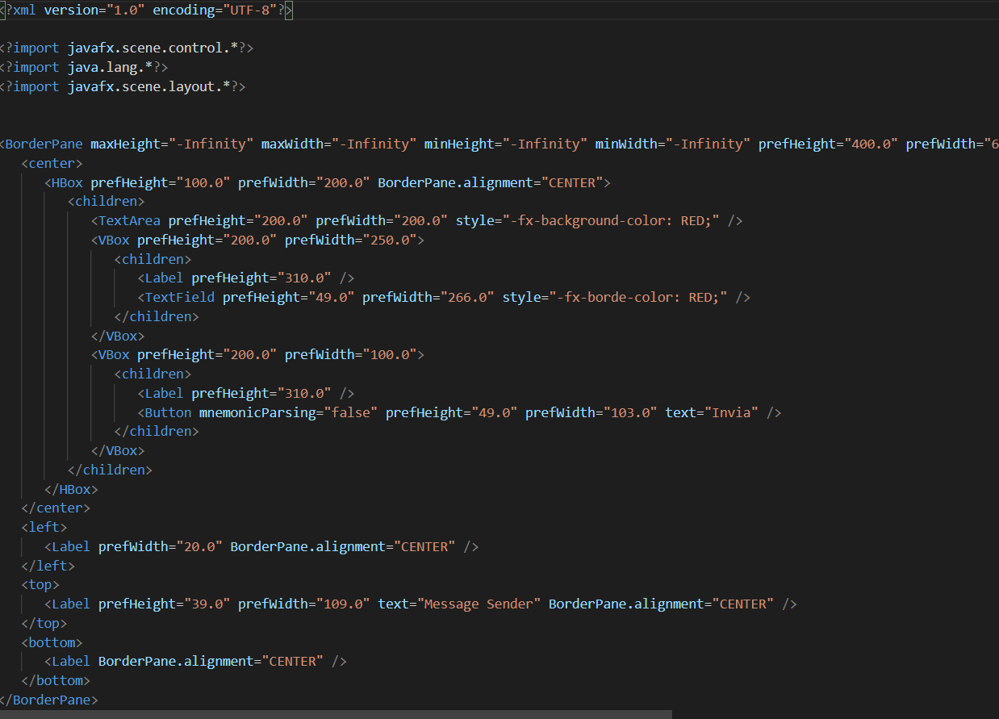 <?xml version="1.0" encoding="UTF-8"?>
<?import javafx.scene.control.*?>
<?import java.lang.*?>
<?import javafx.scene.layout.*?>
<BorderPane maxHeight="-Infinity" maxWidth="-Infinity" minHeight="-Infinity" minWidth="-Infinity" prefHeight="400.0" prefWidth="6
<center>
<HBox prefHeight="100.0" prefWidth="200.0" BorderPane.alignment="CENTER">
<children>
<TextArea prefHeight="200.0" prefWidth="200.0" style="-fx-background-color: RED;" />
<VBox prefHeight="200.0" prefWidth="250.0">
<children>
<Label prefHeight="310.0" />
<TextField prefHeight="49.0" prefWidth="266.0" style="-fx-borde-color: RED;" />
</children>
</VBox>
<VBox prefHeight="200.0" prefWidth="100.0">
<children>
<Label prefHeight="310.0" />
<Button mnemonicParsing="false" prefHeight="49.0" prefWidth="103.0" text="Invia" />
</children>
</VBox>
</children>
</HBox>
</center>
<left>
<Label prefWidth="20.0" BorderPane.alignment="CENTER" />
</left>
<top>
<Label prefHeight="39.0" prefWidth="109.0" text="Message Sender" BorderPane.alignment="CENTER" />
</top>
<bottom>
<Label BorderPane.alignment="CENTER" />
</bottom>
</BorderPane>